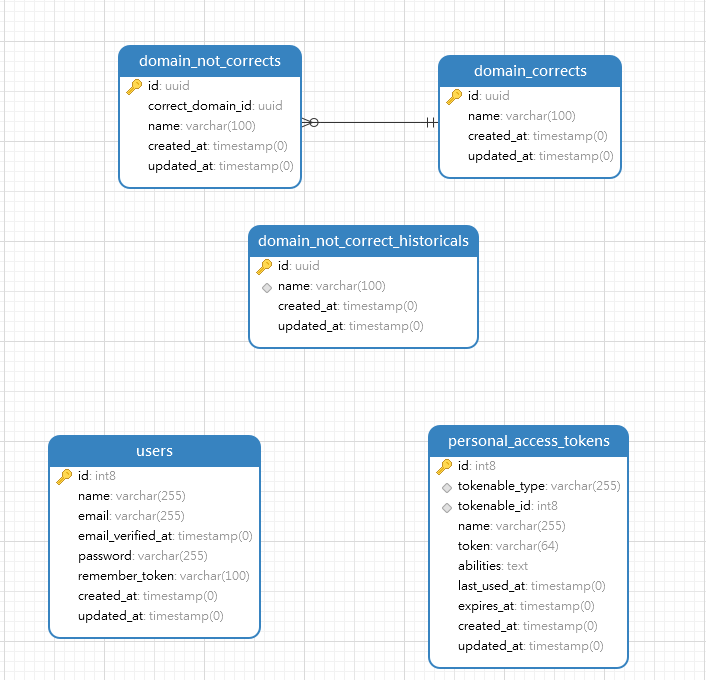 domain_not_corrects
id: uuid
correct_domain_id: uuid
name: varchar(100)
created_at: timestamp(0)
updated_at: timestamp(0)
domain_corrects
id: uuid
name: varchar(100)
created_at: timestamp(0)
updated_at: timestamp(0)
domain_not_correct_historicals
id: uuid
name: varchar(100)
created_at: timestamp(0)
updated_at: timestamp(0)
users
id: int8
name: varchar(255)
email: varchar(255)
email_verified_at: timestamp(0)
password: varchar(255)
remember_token: varchar(100)
created_at: timestamp(0)
updated_at: timestamp(0)
personal_access_tokens
id: int8
tokenable_type: varchar(255)
tokenable_id: int8
name: varchar(255)
token: varchar(64)
abilities: text
last_used_at: timestamp(0)
expires_at: timestamp(0)
created_at: timestamp(0)
updated_at: timestamp(0)